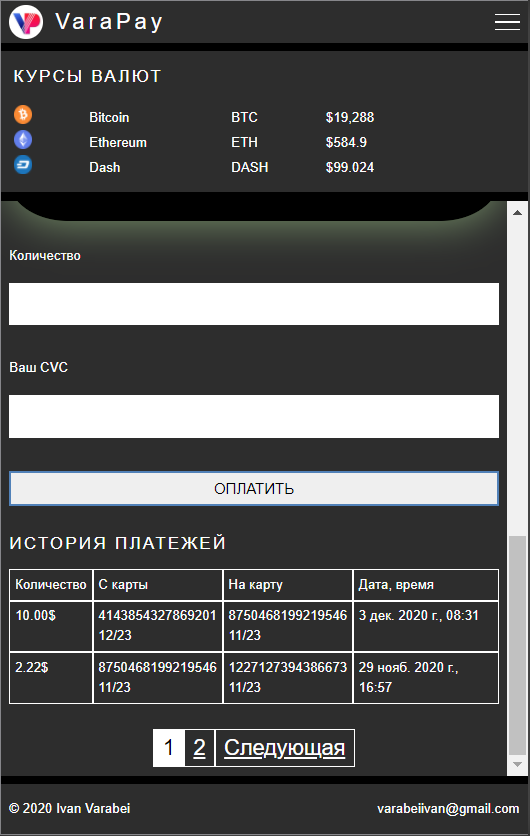 VaraPay
КУРСЫ ВАЛЮТ
Bitcoin BTC $19,288
Ethereum ETH $584.9
Dash DASH $99.024
Количество
Ваш CVC
ОПЛАТИТЬ
ИСТОРИЯ ПЛАТЕЖЕЙ
Количество С карты На карту Дата, время
10.00$ 4143854327869201 8750468199219546 3 дек. 2020 г., 08:31
12/23 11/23
2.22$ 8750468199219546 1227127394386673 29 нояб. 2020 г.,
11/23 11/23 16:57
1 2 Следующая
© 2020 Ivan Varabei varabeiivan@gmail.com